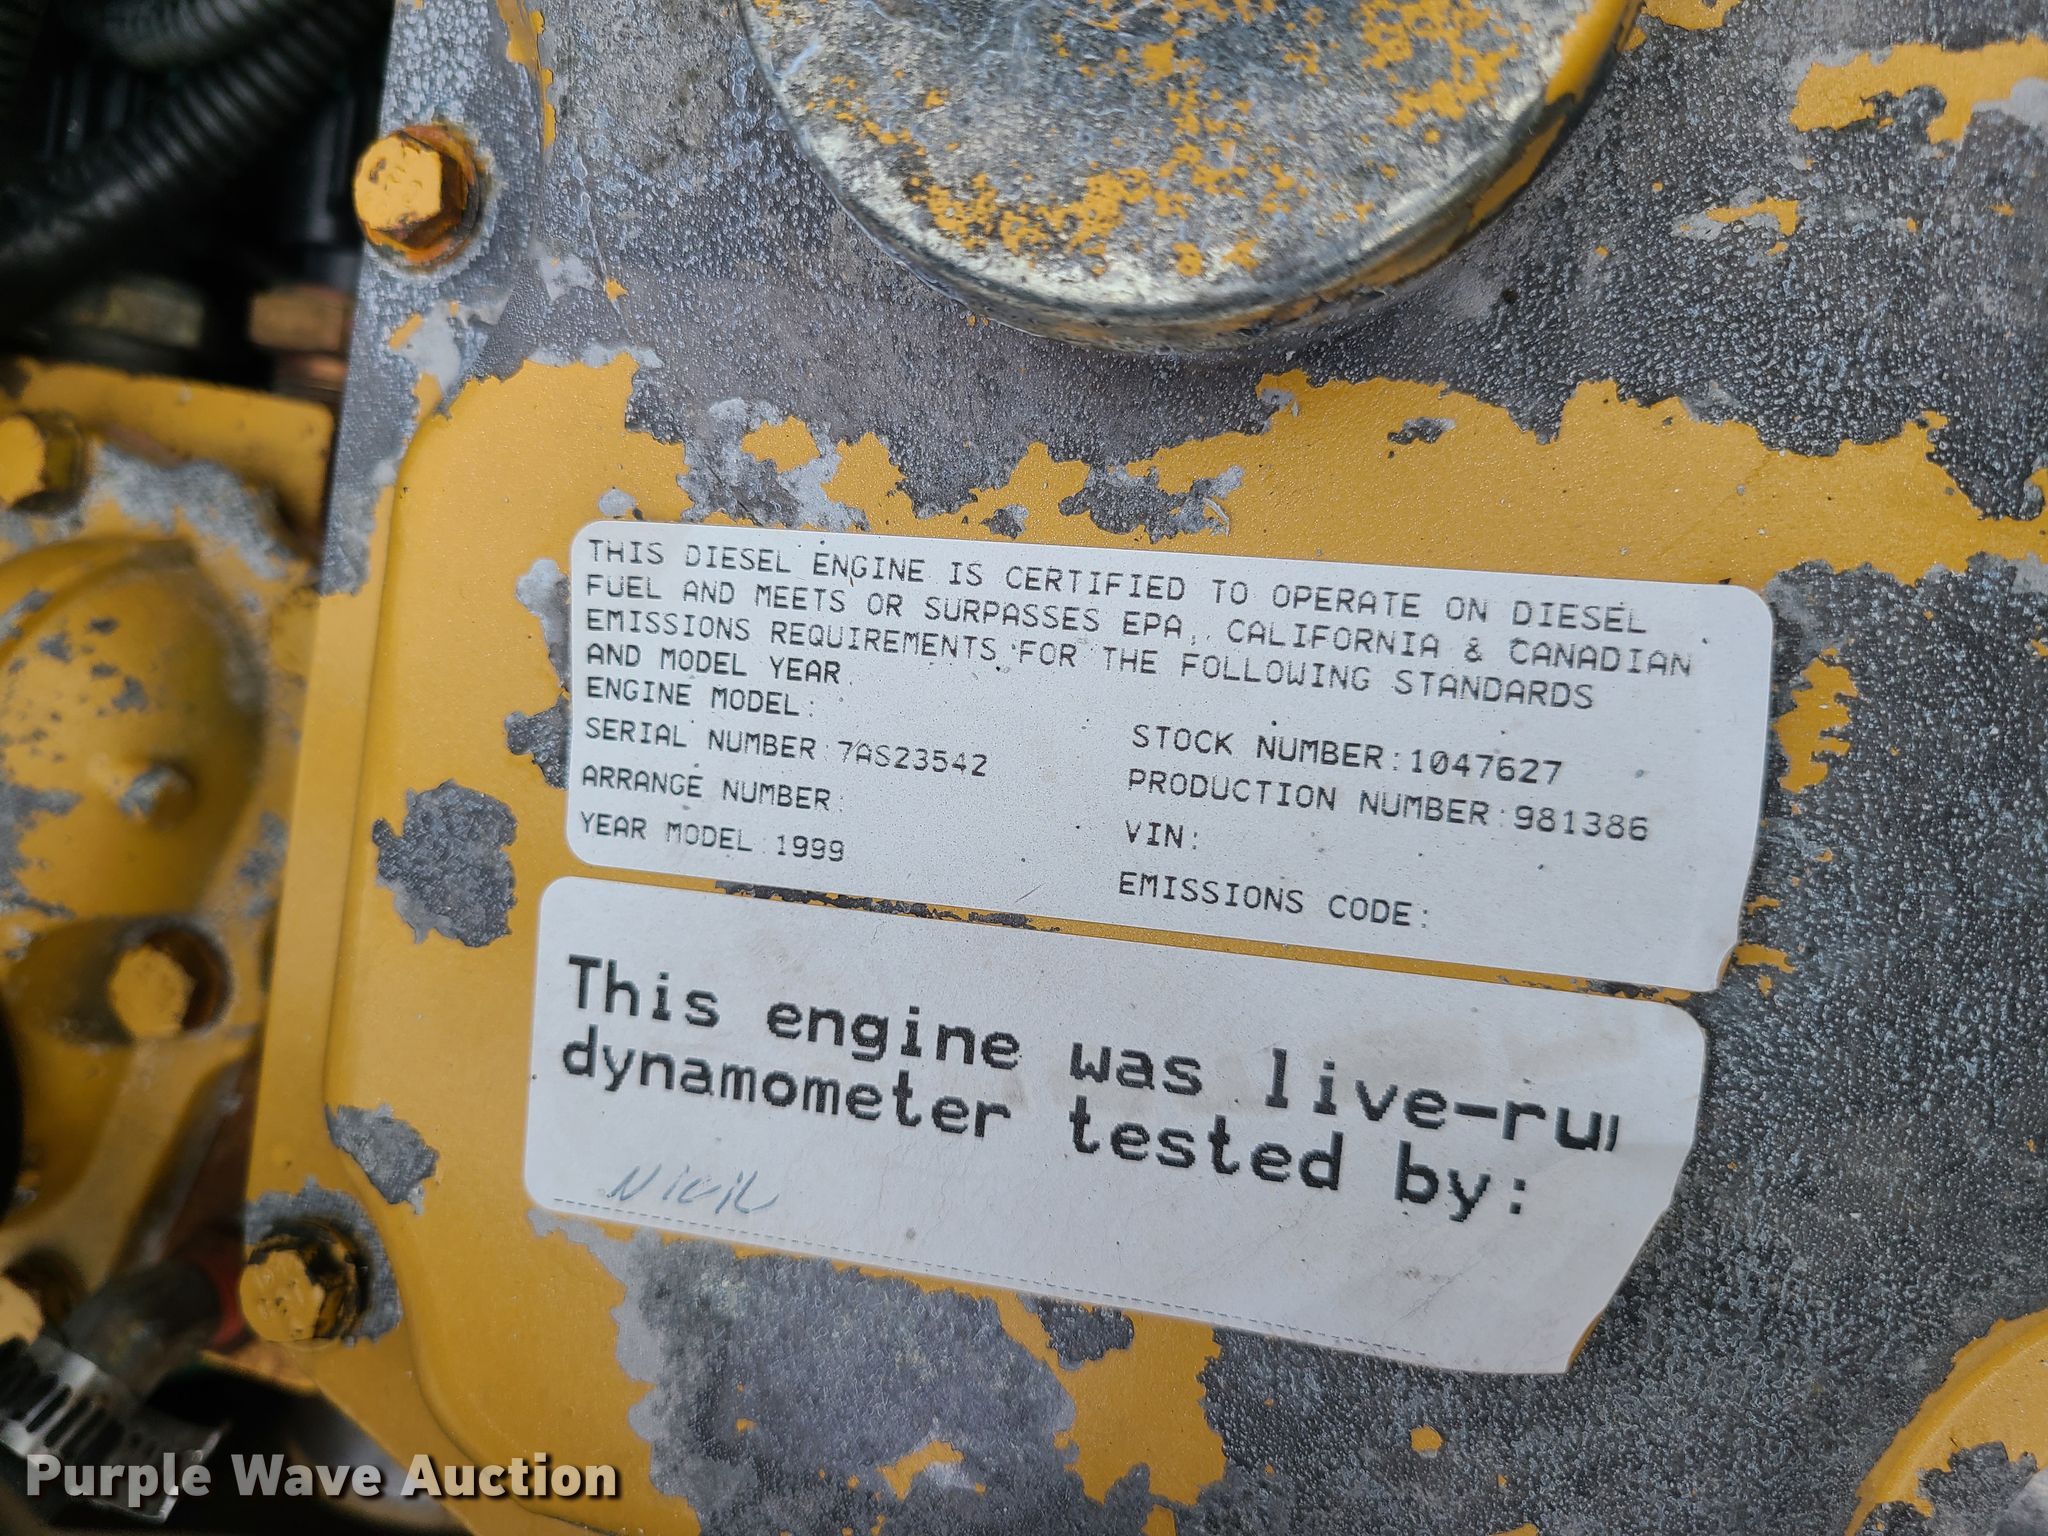 THIS DIESEL ENGINE IS CERTIFIED TO OPERATE ON DIESEL
FUEL AND MEETS OR SURPASSES EPA, CALIFORNIA & CANADIAN
EMISSIONS REQUIREMENTS FOR THE FOLLOWING STANDARDS
AND MODEL YEAR
ENGINE MODEL:
SERIAL NUMBER:7AS23542
ARRANGE NUMBER:
YEAR MODEL:1999
STOCK NUMBER:1047627
PRODUCTION NUMBER:981386
VIN:
EMISSIONS CODE:
This engine was live-run
dynamometer tested by:
Purple Wave Auction